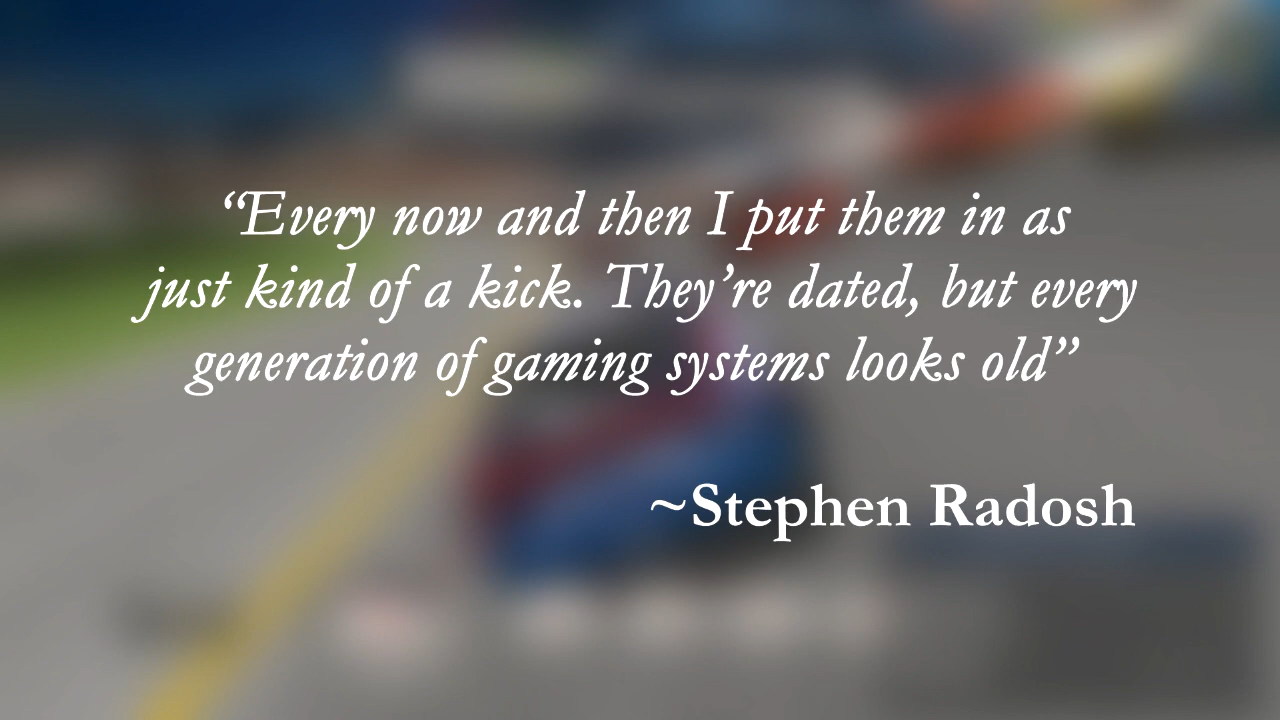 “Every now and then I put them in as
just kind of a kick. They’re dated, but every
generation of gaming systems looks old”
~Stephen Radosh